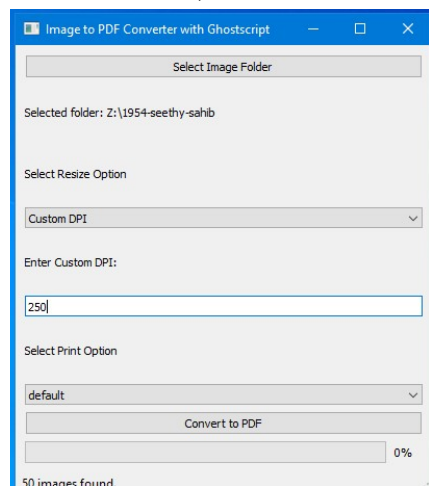 Image to PDF Converter with Ghostscript
Select Image Folder
Selected folder: Z:\1954-seethy-sahib
Select Resize Option
Custom DPI
Enter Custom DPI:
250
Select Print Option
default
Convert to PDF
0%
50 images found.